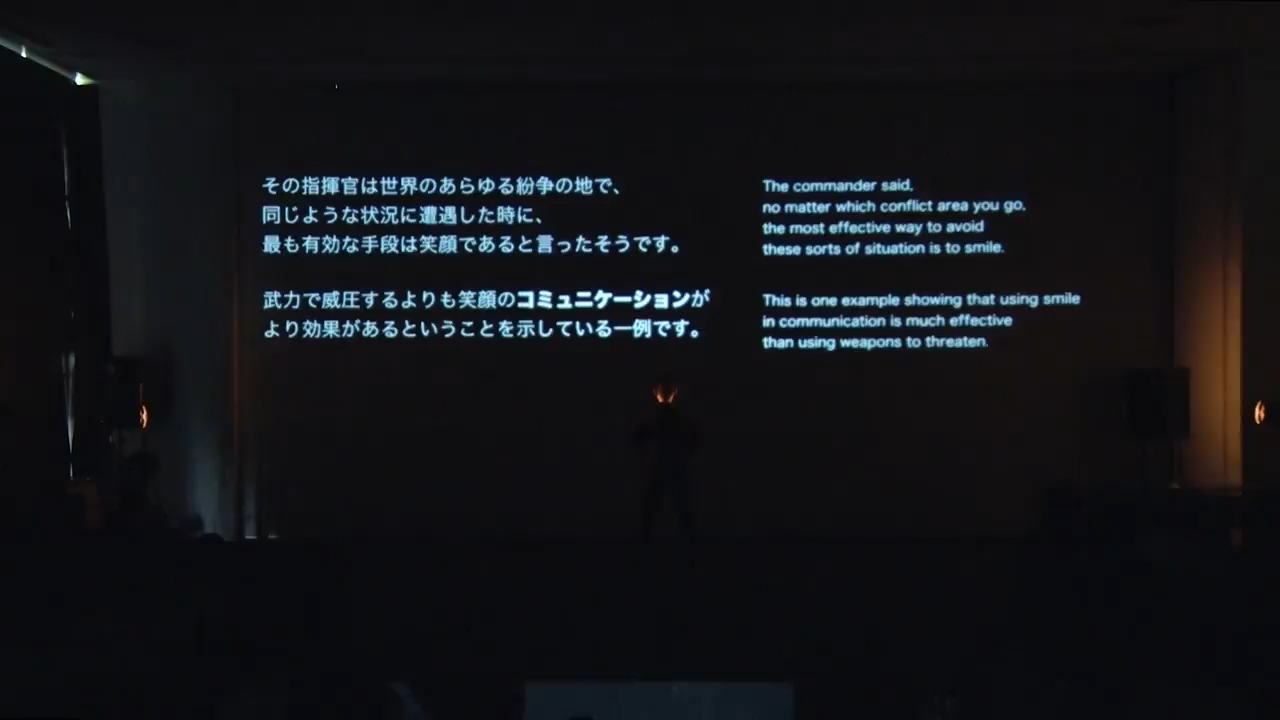 その指揮官は世界のあらゆる紛争の地で、
同じような状況に遭遇した時に、
最も有効な手段は笑顔であると言ったそうです。
武力で威圧するよりも笑顔のコミュニケーションが
より効果があるということを示している一例です。
The commander said,
no matter which conflict area you go,
the most effective way to avoid
these sorts of situation is to smile.
This is one example showing that using smile
in communication is much effective
than using weapons to threaten.